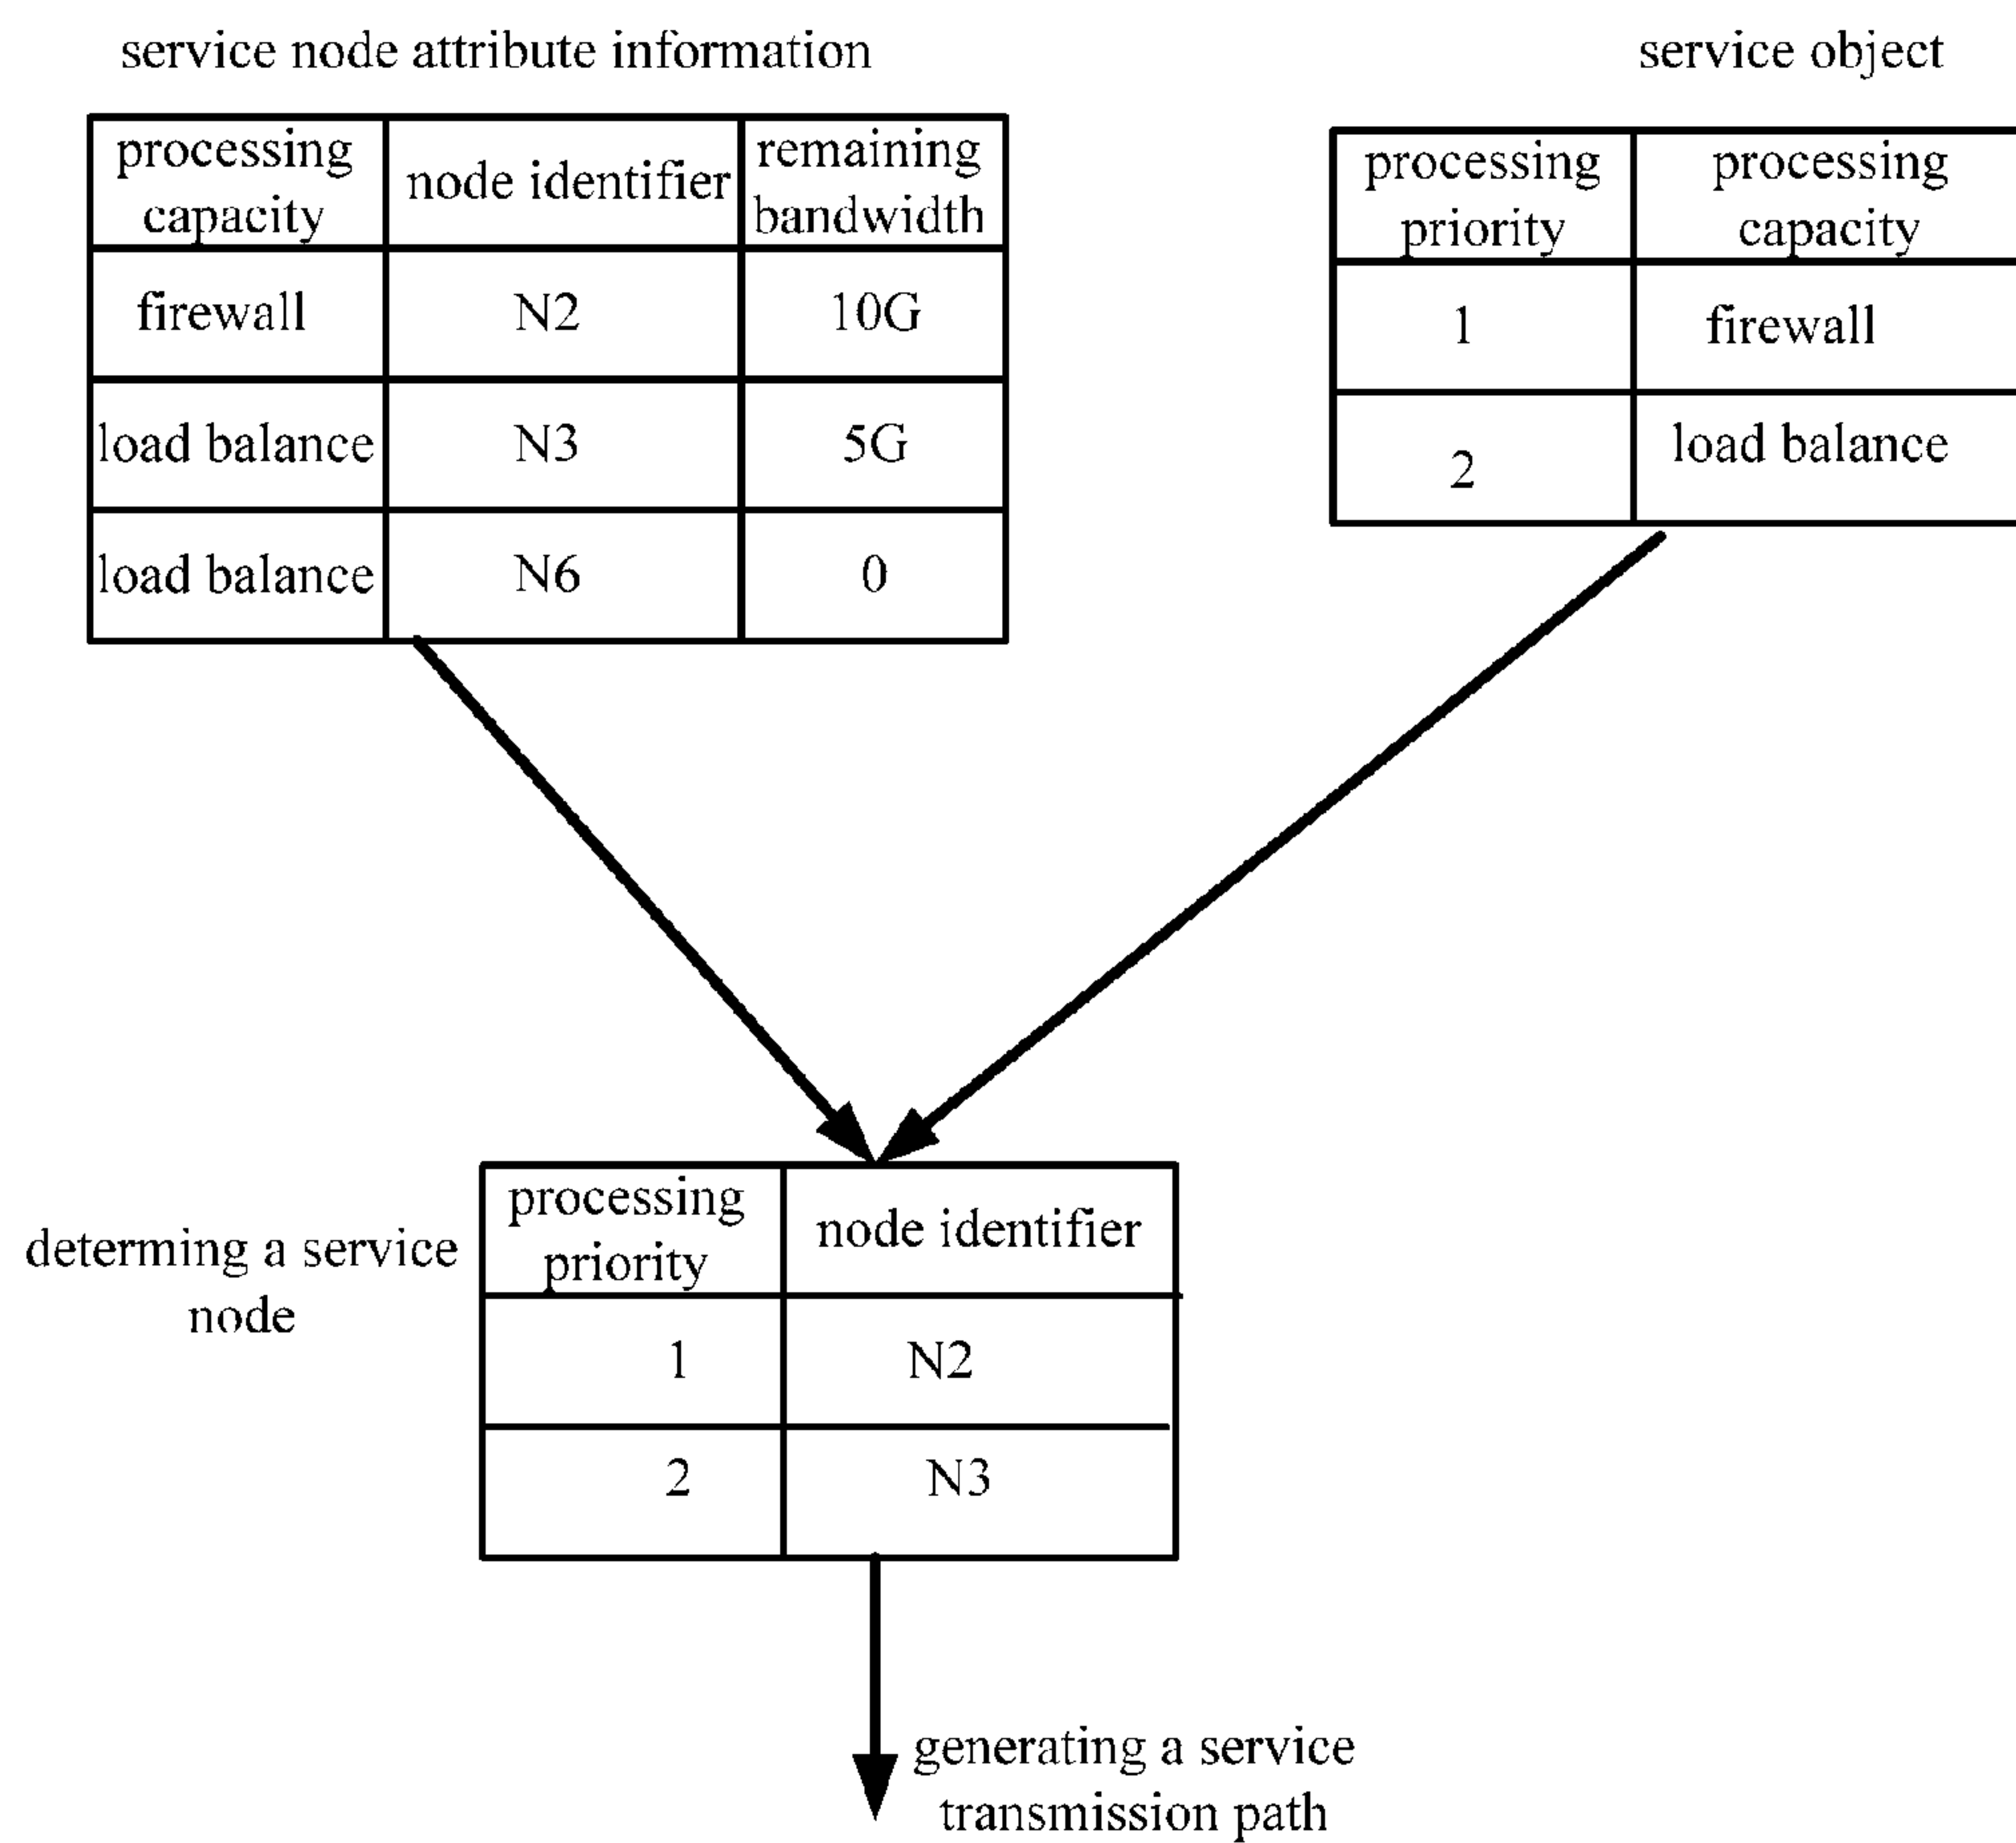 service node attribute information
processing
capacity
node identifier
remaining
bandwidth
firewall
N2
10G
load balance
N3
5G
load balance
N6
0
service object
processing
priority
processing
capacity
1
firewall
2
load balance
determing a service
node
processing
priority
node identifier
1
N2
2
N3
generating a service
transmission path